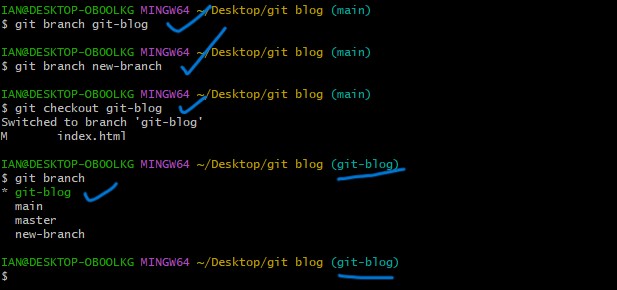 IAN@DESKTOP-OBOOLKG MINGW64 ~/Desktop/git blog (main)
$ git branch git-blog
IAN@DESKTOP-OBOOLKG MINGW64 ~/Desktop/git blog (main)
$ git branch new-branch
IAN@DESKTOP-OBOOLKG MINGW64 ~/Desktop/git blog (main)
$ git checkout git-blog
Switched to branch 'git-blog'
M       index.html
IAN@DESKTOP-OBOOLKG MINGW64 ~/Desktop/git blog (git-blog)
$ git branch
* git-blog
  main
  master
  new-branch
IAN@DESKTOP-OBOOLKG MINGW64 ~/Desktop/git blog (git-blog)
$